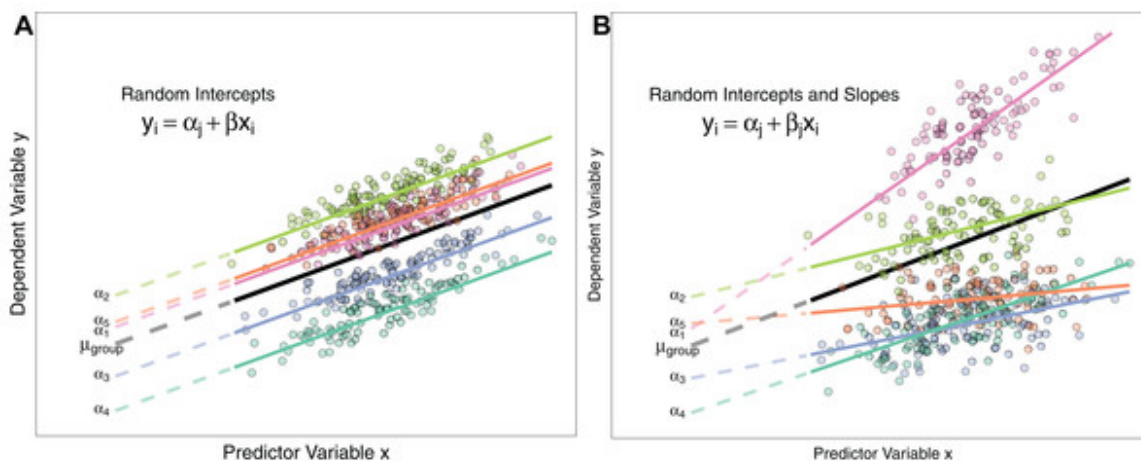 A
Random Intercepts
yᵢ = αⱼ + βxᵢ
Dependent Variable y
α₂
α₅
α₁
μgroup
α₃
α₄
Predictor Variable x
B
Random Intercepts and Slopes
yᵢ = αⱼ + βⱼxᵢ
Dependent Variable y
α₂
α₅
α₁
μgroup
α₃
α₄
Predictor Variable x